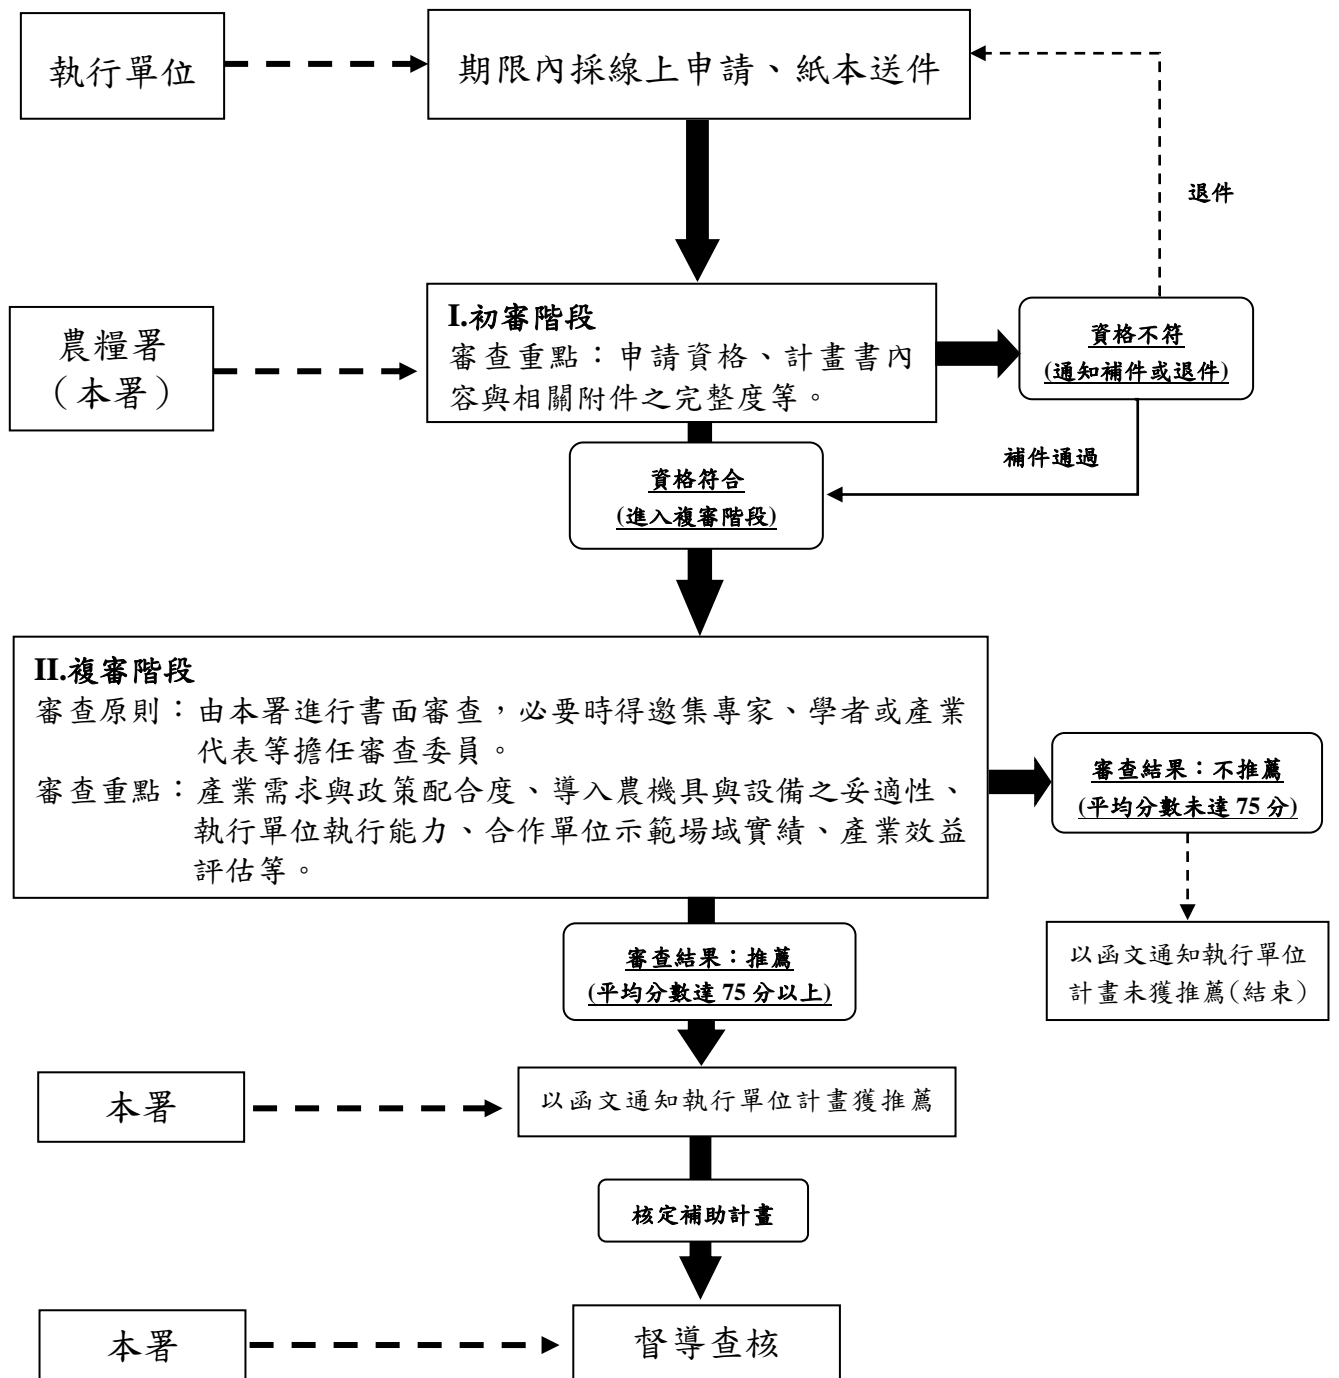 執行單位
期限內採線上申請、紙本送件
退件
農糧署
（本署）
I.初審階段
審查重點：申請資格、計畫書內
容與相關附件之完整度等。
資格不符
(通知補件或退件)
補件通過
資格符合
(進入複審階段)
II.複審階段
審查原則：由本署進行書面審查，必要時得邀集專家、學者或產業
代表等擔任審查委員。
審查重點：產業需求與政策配合度、導入農機具與設備之妥適性、
執行單位執行能力、合作單位示範場域實績、產業效益
評估等。
審查結果：不推薦
(平均分數未達 75 分)
以函文通知執行單位
計畫未獲推薦(結束)
審查結果：推薦
(平均分數達 75 分以上)
本署
以函文通知執行單位計畫獲推薦
核定補助計畫
本署
督導查核